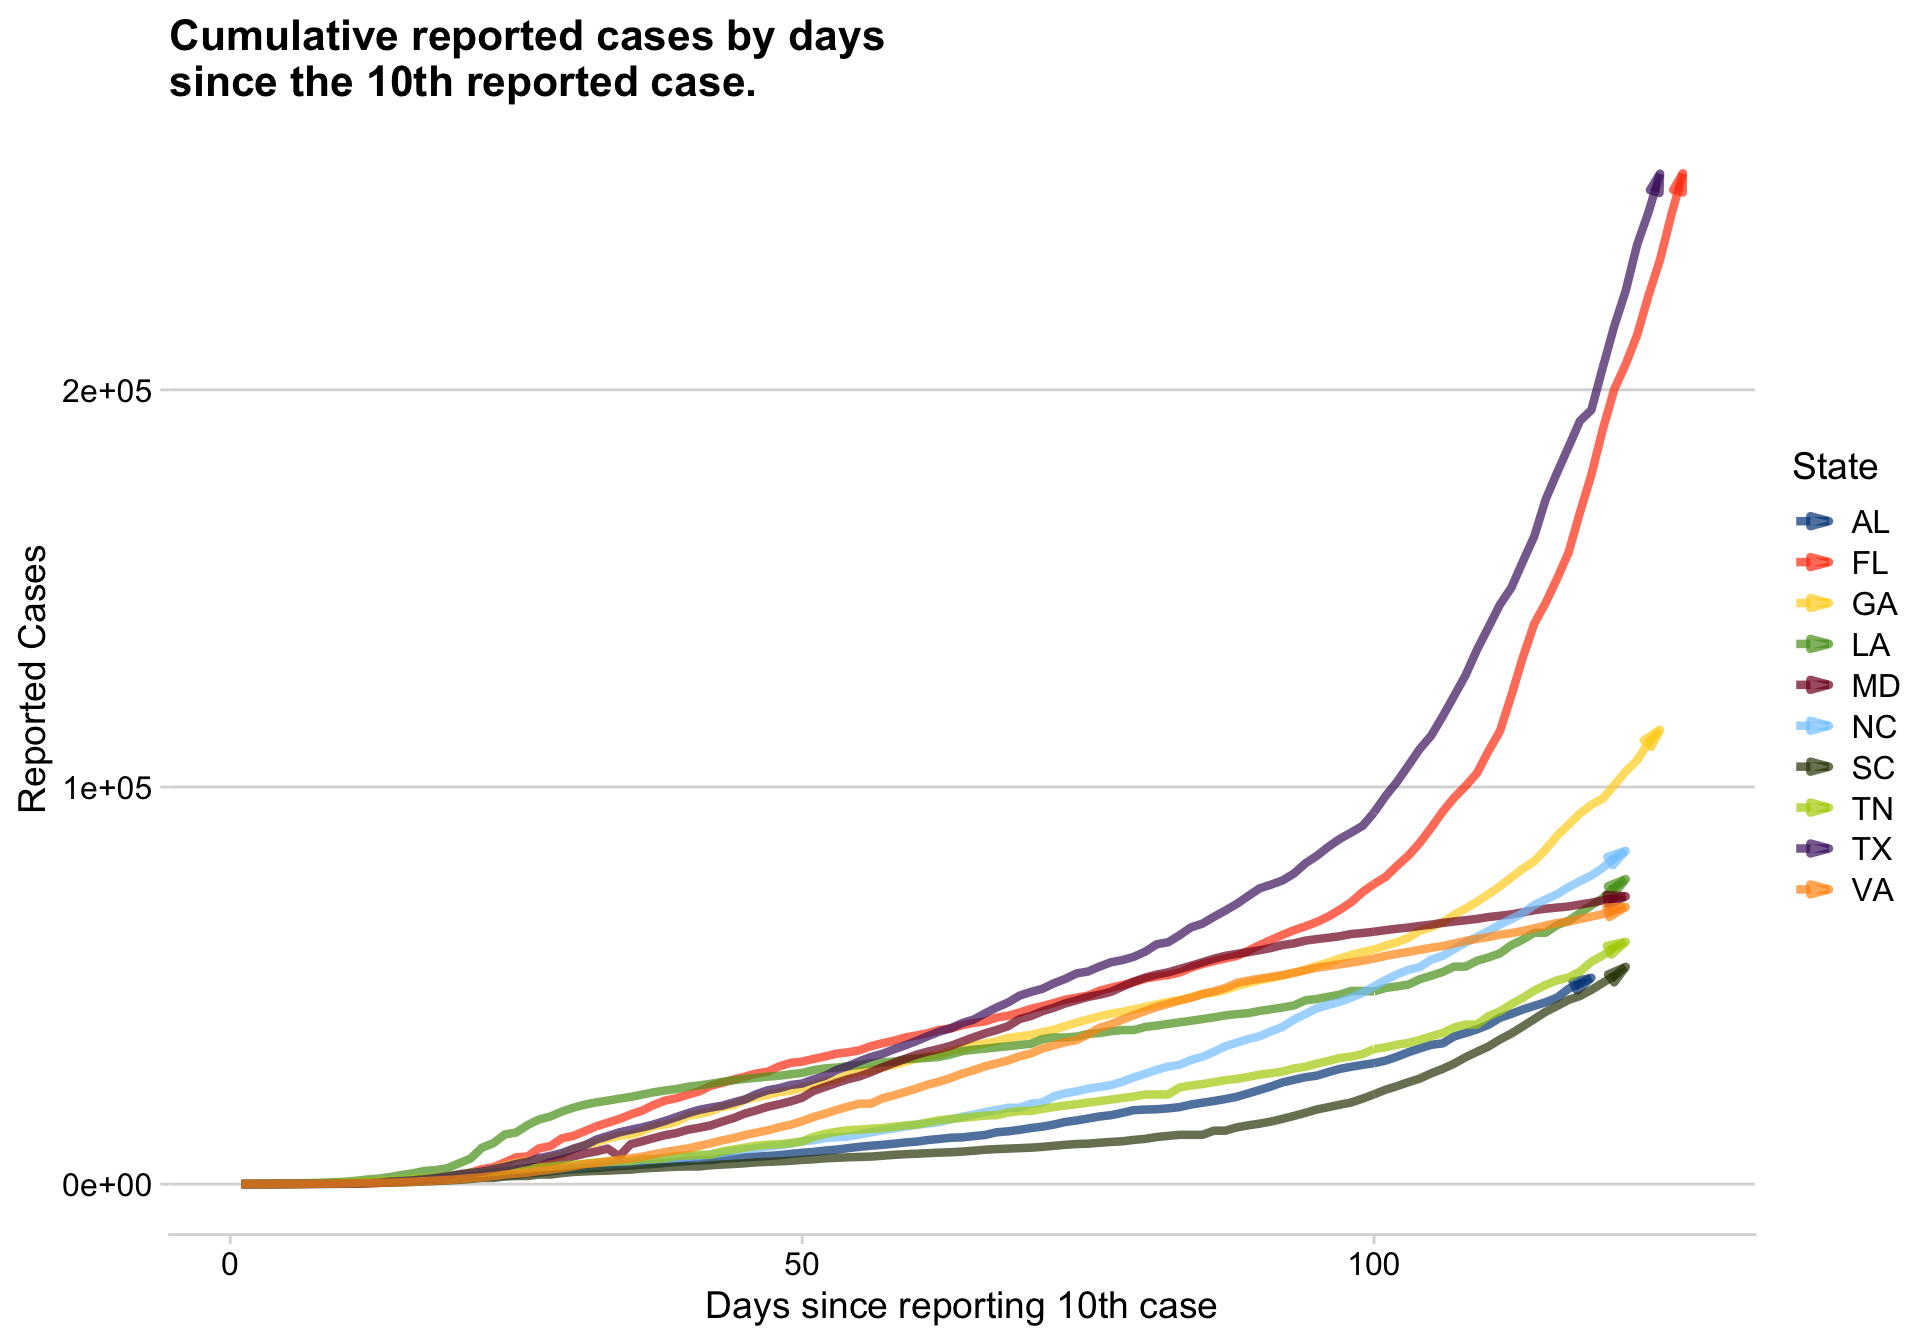 Cumulative reported cases by days
since the 10th reported case.
Reported Cases
2e+05
1e+05
0e+00
0
50
100
Days since reporting 10th case
State
AL
FL
GA
LA
MD
NC
SC
TN
TX
VA